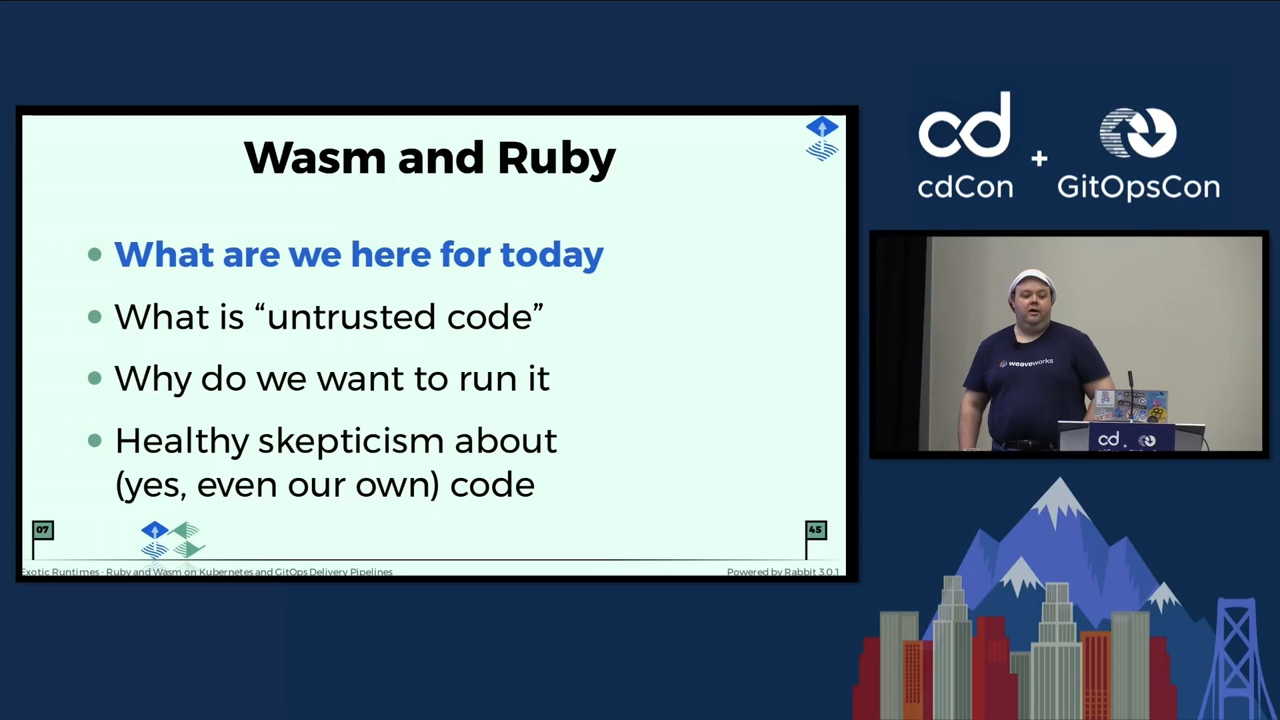 Wasm and Ruby
What are we here for today
What is “untrusted code”
Why do we want to run it
Healthy skepticism about
(yes, even our own) code
07
45
Exotic Runtimes - Ruby and Wasm on Kubernetes and GitOps Delivery Pipelines
Powered by Rabbit 3.0.1
cd
cdCon
+
GitOpsCon
weaveworks
cd